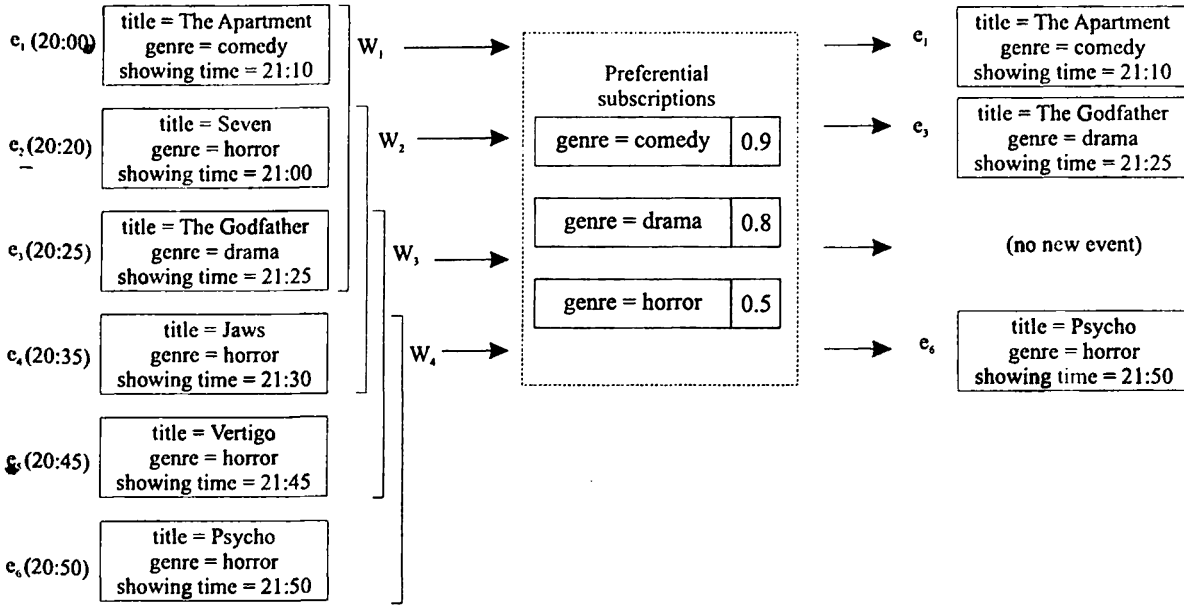 e₁ (20:00)
title = The Apartment
genre = comedy
showing time = 21:10
W₁
e₂ (20:20)
title = Seven
genre = horror
showing time = 21:00
W₂
e₃ (20:25)
title = The Godfather
genre = drama
showing time = 21:25
W₃
e₄ (20:35)
title = Jaws
genre = horror
showing time = 21:30
W₄
e₅ (20:45)
title = Vertigo
genre = horror
showing time = 21:45
e₆ (20:50)
title = Psycho
genre = horror
showing time = 21:50
Preferential
subscriptions
genre = comedy 0.9
genre = drama 0.8
genre = horror 0.5
e₁
title = The Apartment
genre = comedy
showing time = 21:10
e₃
title = The Godfather
genre = drama
showing time = 21:25
(no new event)
e₆
title = Psycho
genre = horror
showing time = 21:50